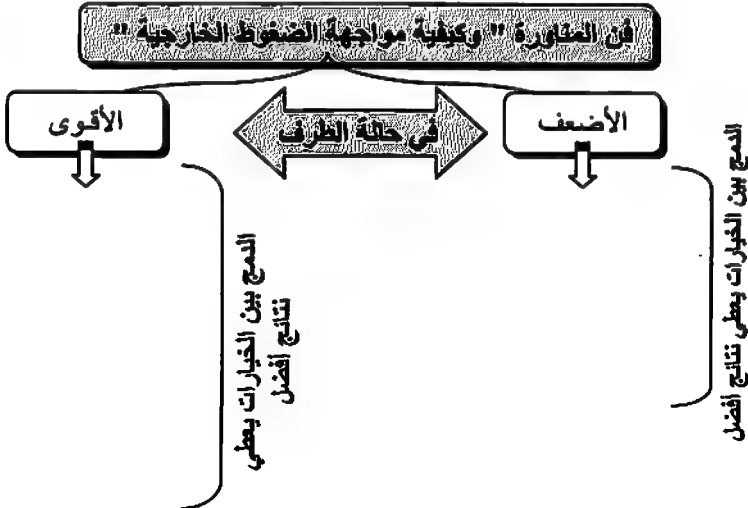 فن المناورة " وكيفية مواجهة الضغوط الخارجية "
الأضعف
في حالة الطرف
الأقوى
الدمج بين الخيارات يعطي نتائج أفضل
الدمج بين الخيارات يعطي
نتائج أفضل